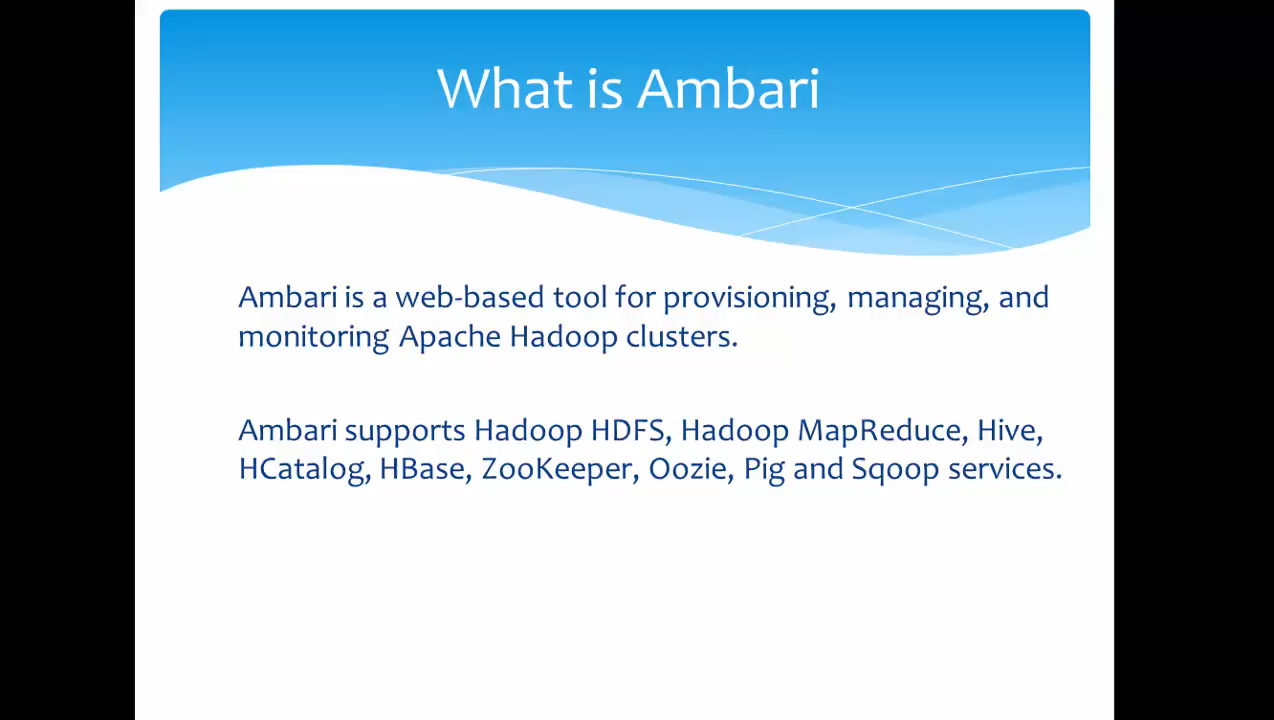 What is Ambari
Ambari is a web-based tool for provisioning, managing, and
monitoring Apache Hadoop clusters.
Ambari supports Hadoop HDFS, Hadoop MapReduce, Hive,
HCatalog, HBase, ZooKeeper, Oozie, Pig and Sqoop services.